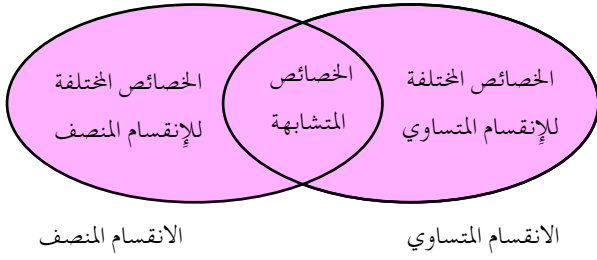 الخصائص المختلفة
للإنقسام المتساوي
الخصائص
المتشابهة
الخصائص المختلفة
للإنقسام المنصف
الانقسام المتساوي
الانقسام المنصف